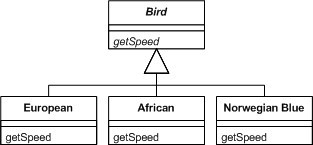 Bird
getSpeed
European
African
Norwegian Blue
getSpeed
getSpeed
getSpeed